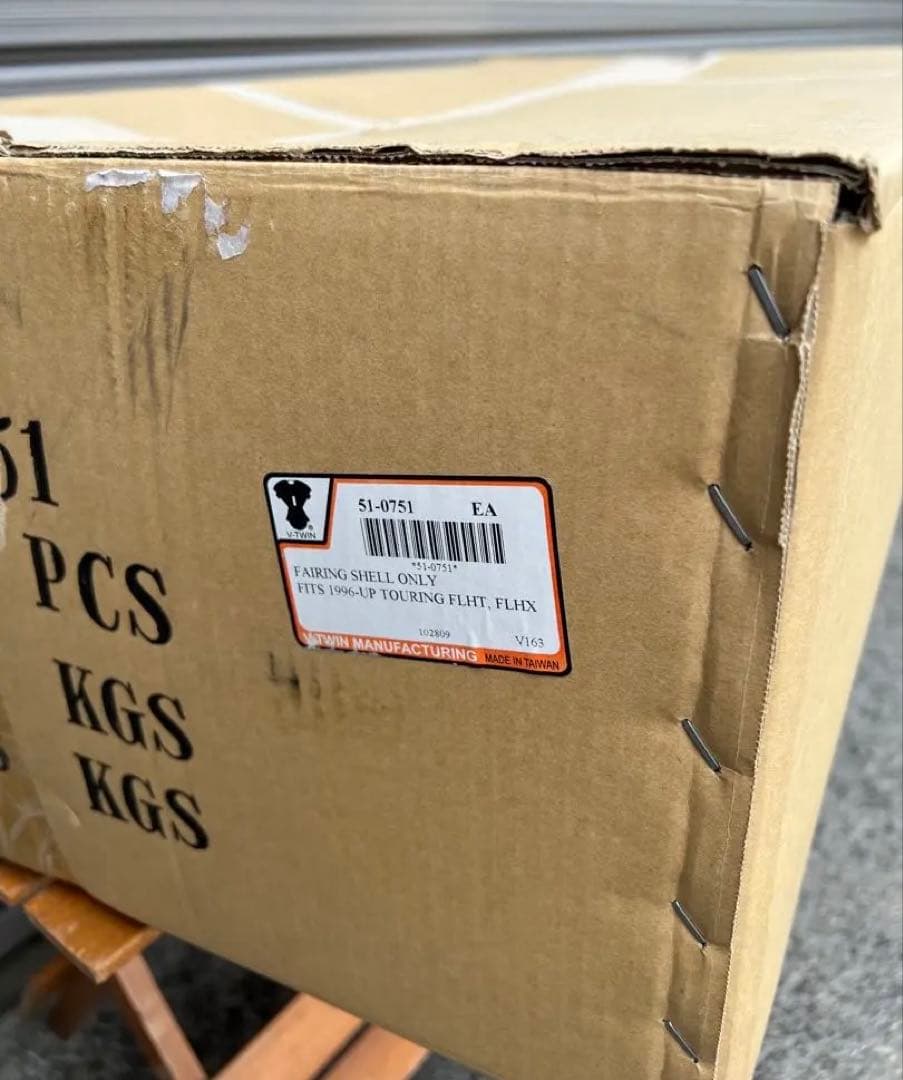 51
PCS
KGS
KGS
V-TWIN
51-0751 EA
*51-0751*
FAIRING SHELL ONLY
FITS 1996-UP TOURING FLHT, FLHX
102809 V163
V-TWIN MANUFACTURING MADE IN TAIWAN